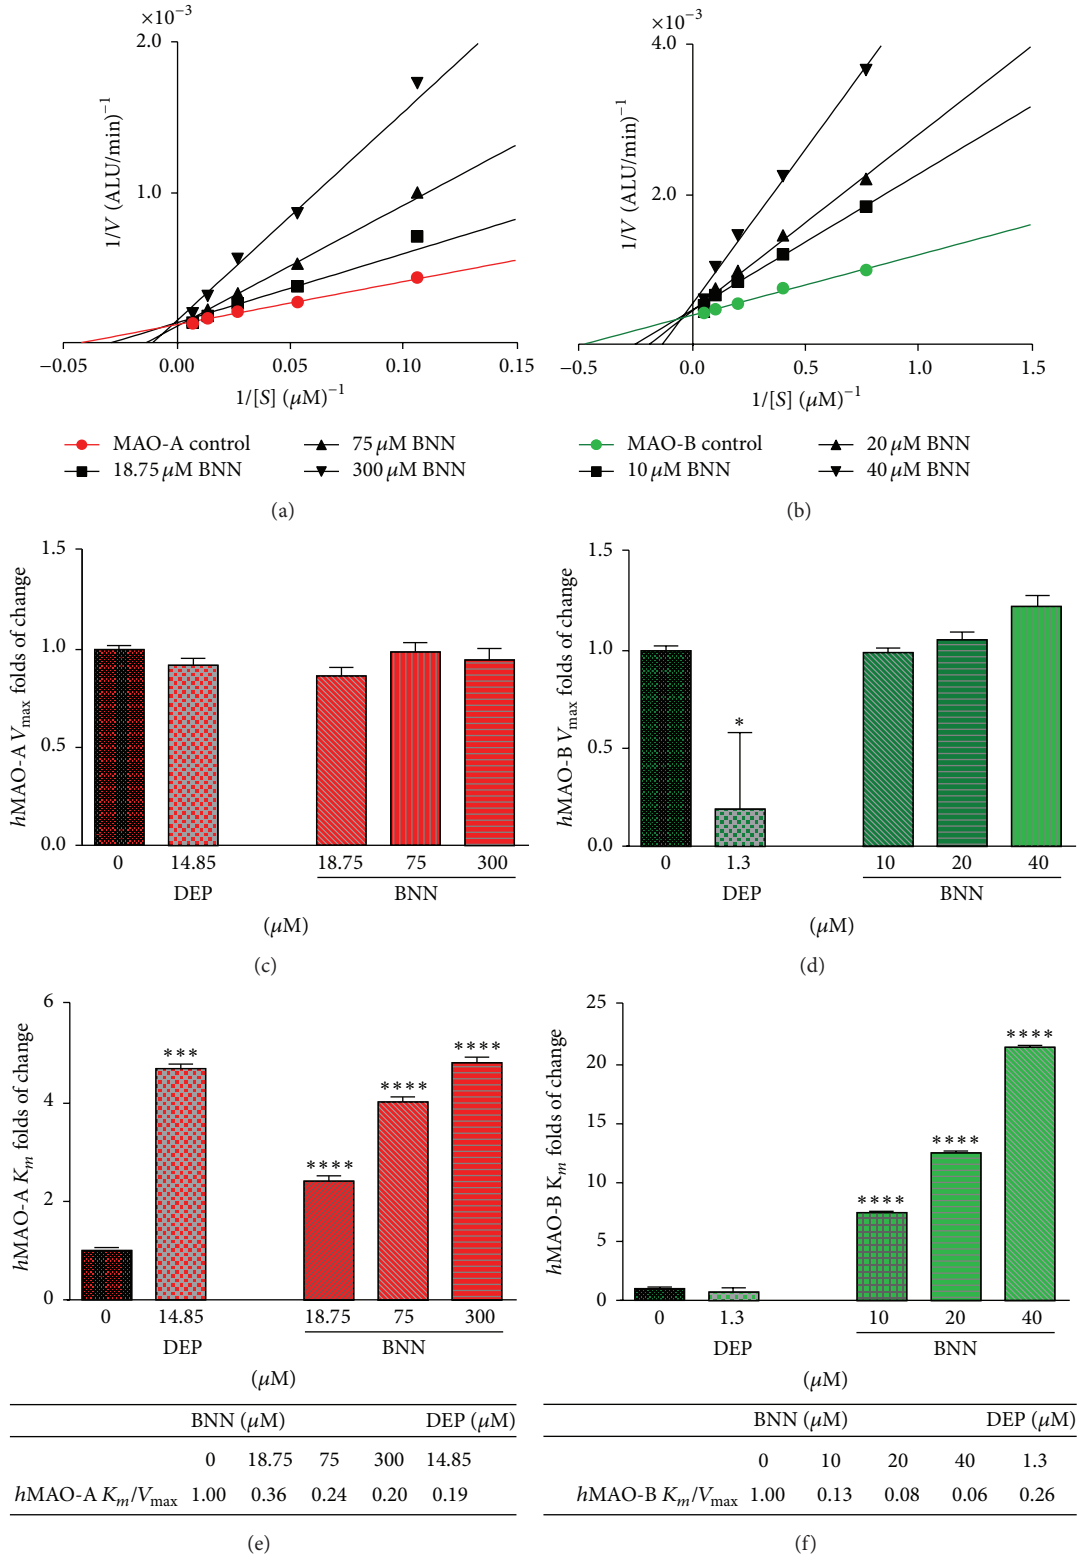 ×10⁻³
2.0
1.0
1/V (ALU/min)⁻¹
−0.05 0.00 0.05 0.10 0.15
1/[S] (μM)⁻¹
MAO-A control
18.75 μM BNN
75 μM BNN
300 μM BNN
(a)
×10⁻³
4.0
2.0
1/V (ALU/min)⁻¹
−0.5 0.0 0.5 1.0 1.5
1/[S] (μM)⁻¹
MAO-B control
10 μM BNN
20 μM BNN
40 μM BNN
(b)
hMAO-A Vmax folds of change
1.5
1.0
0.5
0.0
0 14.85 18.75 75 300
DEP BNN
(μM)
(c)
hMAO-B Vmax folds of change
1.5
1.0
0.5
0.0
*
0 1.3 10 20 40
DEP BNN
(μM)
(d)
hMAO-A Km folds of change
6
4
2
0
*** **** **** ****
0 14.85 18.75 75 300
DEP BNN
(μM)
BNN (μM) DEP (μM)
0 18.75 75 300 14.85
hMAO-A Km/Vmax 1.00 0.36 0.24 0.20 0.19
(e)
hMAO-B Km folds of change
25
20
15
10
5
0
**** **** ****
0 1.3 10 20 40
DEP BNN
(μM)
BNN (μM) DEP (μM)
0 10 20 40 1.3
hMAO-B Km/Vmax 1.00 0.13 0.08 0.06 0.26
(f)